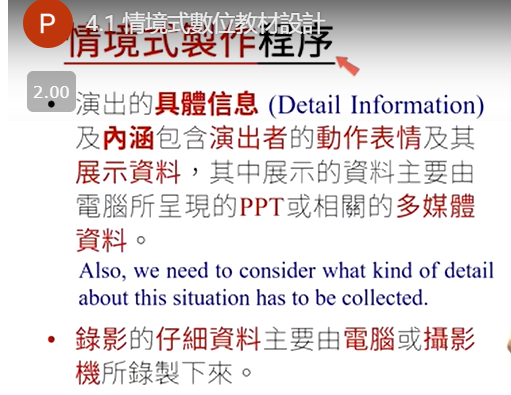 P
4.1 情境式數位教材設計
情境式製作程序
2.00
• 演出的具體信息 (Detail Information)
及內涵包含演出者的動作表情及其
展示資料，其中展示的資料主要由
電腦所呈現的PPT或相關的多媒體
資料。
Also, we need to consider what kind of detail
about this situation has to be collected.
• 錄影的仔細資料主要由電腦或攝影
機所錄製下來。